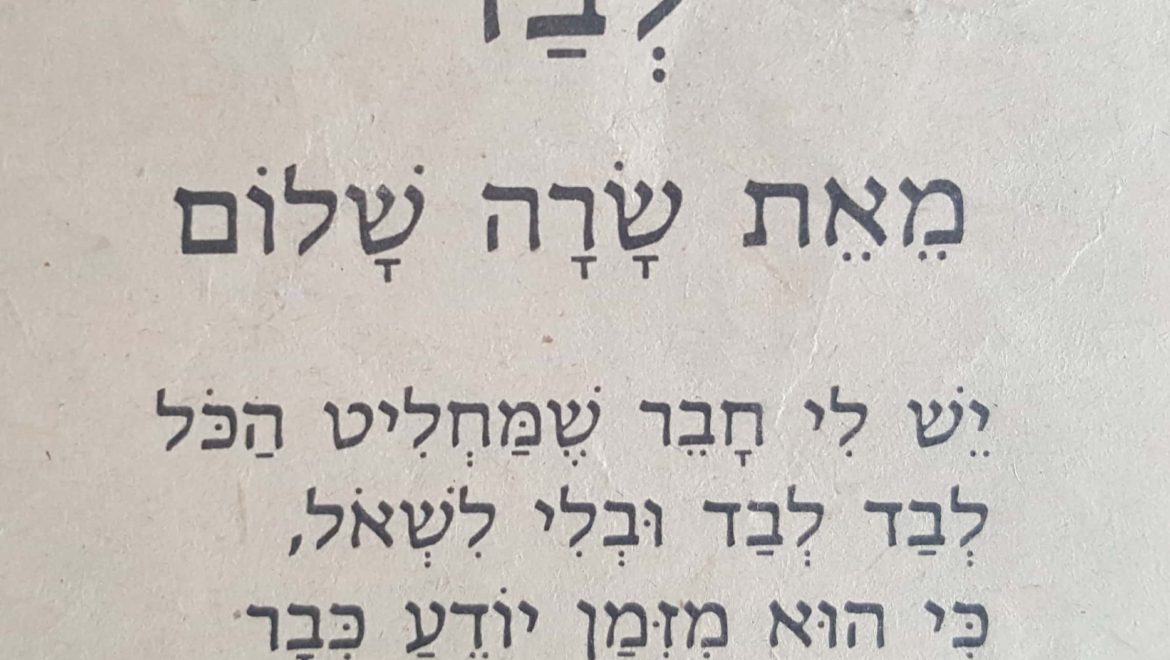 לְבַד
מֵאֵת שָׂרָה שָׁלוֹם
יֵשׁ לִי חָבֵר שֶׁמַּחְלִיט הַכֹּל
לְבַד לְבַד וּבְלִי לִשְׁאֹל,
כִּי הוּא מִזְּמַן יוֹדֵעַ כְּבָר